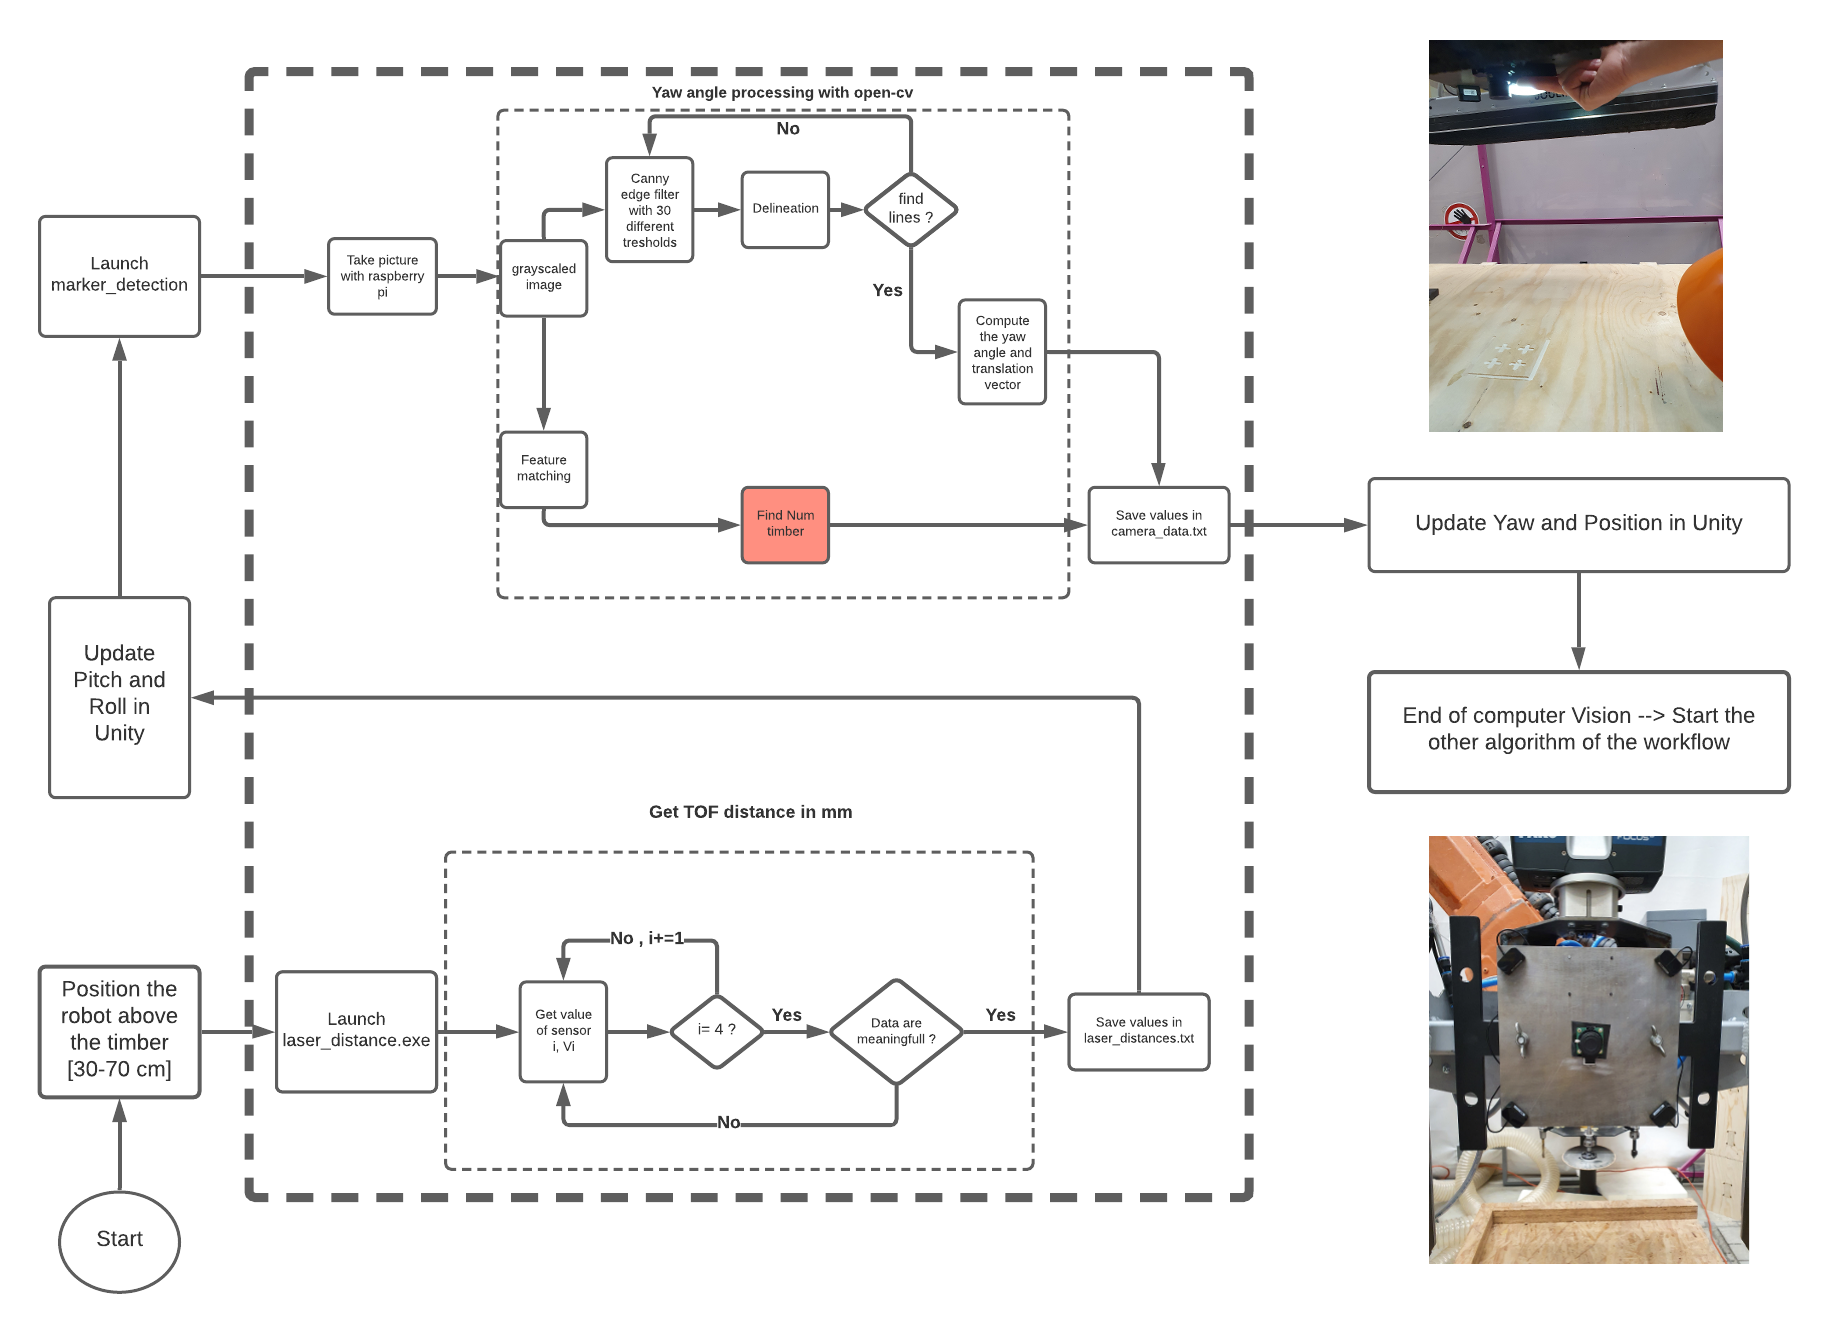 Yaw angle processing with open-cv
No
Canny
edge filter
with 30
different
tresholds
Delineation
find
lines ?
Launch
marker_detection
Take picture
with raspberry
pi
grayscaled
image
Yes
Compute
the yaw
angle and
translation
vector
Feature
matching
Find Num
timber
Save values in
camera_data.txt
Update Yaw and Position in Unity
Update
Pitch and
Roll in
Unity
End of computer Vision --> Start the
other algorithm of the workflow
Get TOF distance in mm
No , i+=1
Position the
robot above
the timber
[30-70 cm]
Launch
laser_distance.exe
Get value
of sensor
i, Vi
i= 4 ?
Yes
Data are
meaningfull ?
Yes
Save values in
laser_distances.txt
No
Start